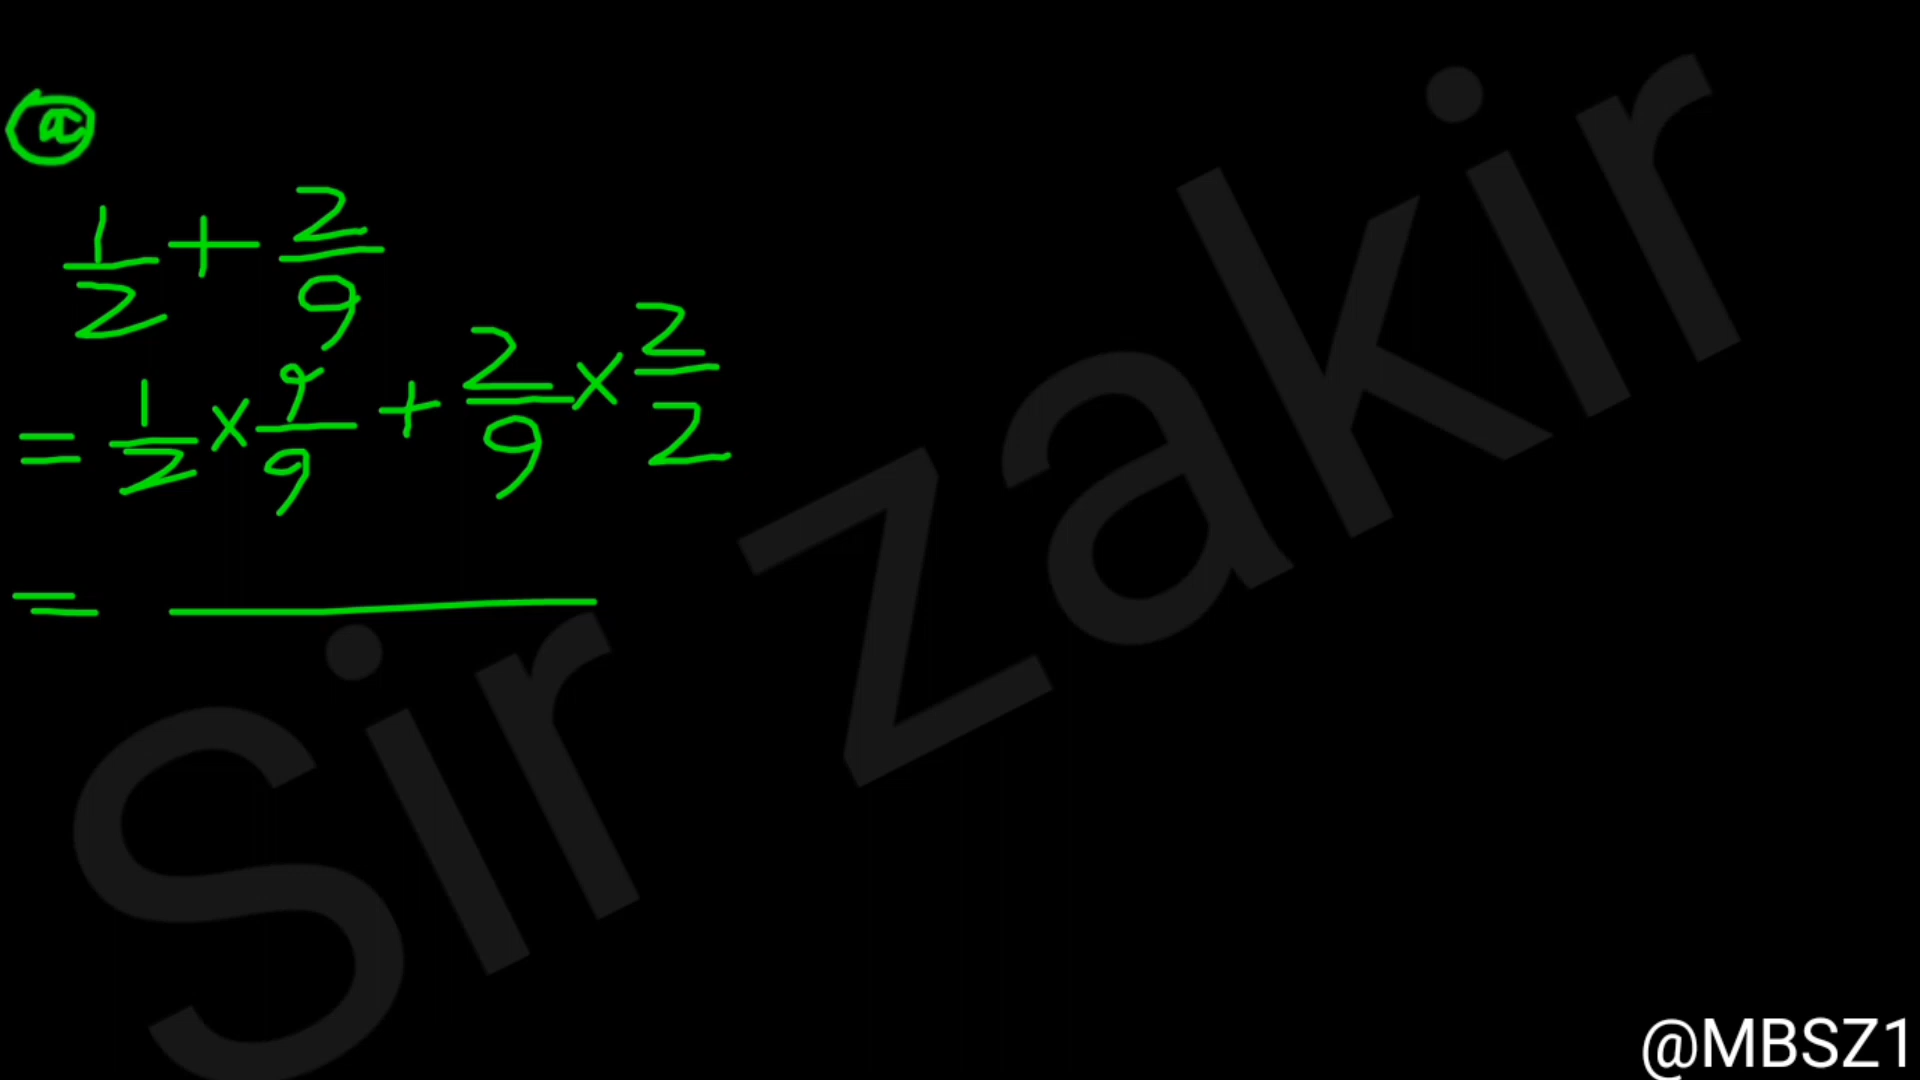 ⓐ
1/2 + 2/9
= 1/2 × 9/9 + 2/9 × 2/2
=
Sir zakir
@MBSZ1